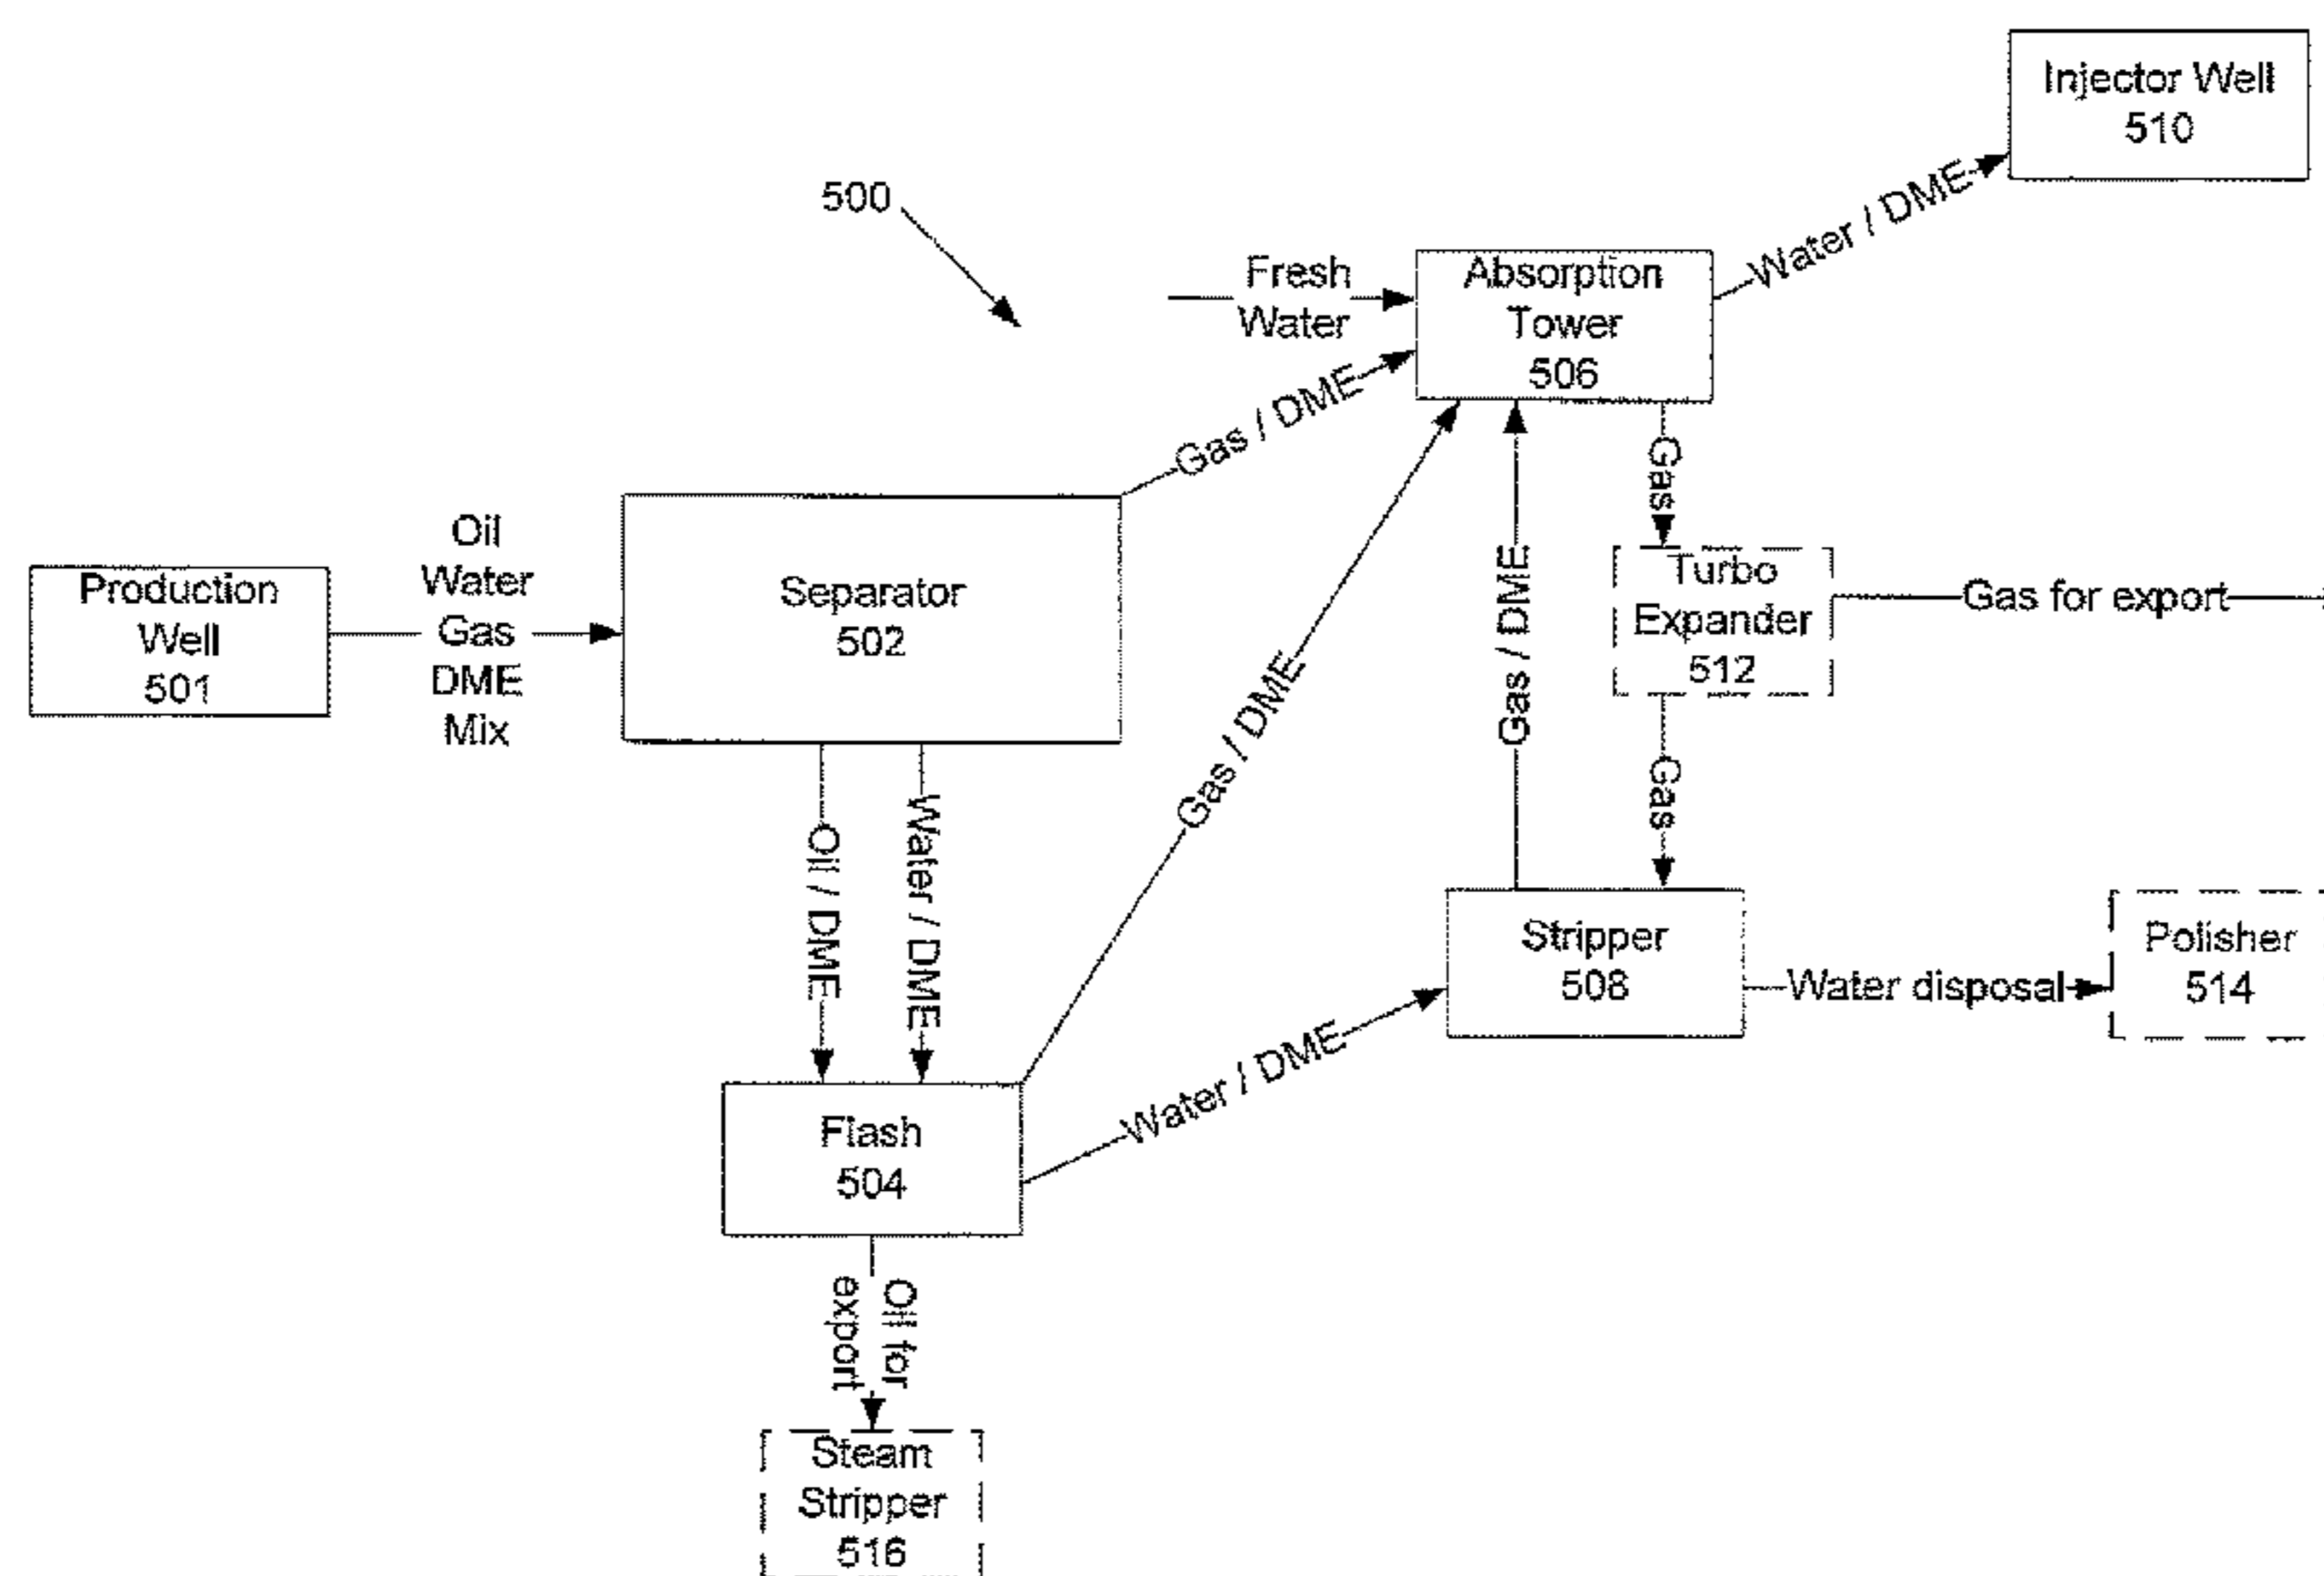 Injector Well
510
Water / DME
500
Fresh
Water
Absorption
Tower
506
Gas / DME
Gas
Oil
Water
Gas
DME
Mix
Production
Well
501
Separator
502
Gas / DME
Gas / DME
Turbo
Expander
512
Gas for export
Gas
Oil / DME
Water / DME
Stripper
508
Water disposal
Polisher
514
Water / DME
Flash
504
Oil for
export
Steam
Stripper
516